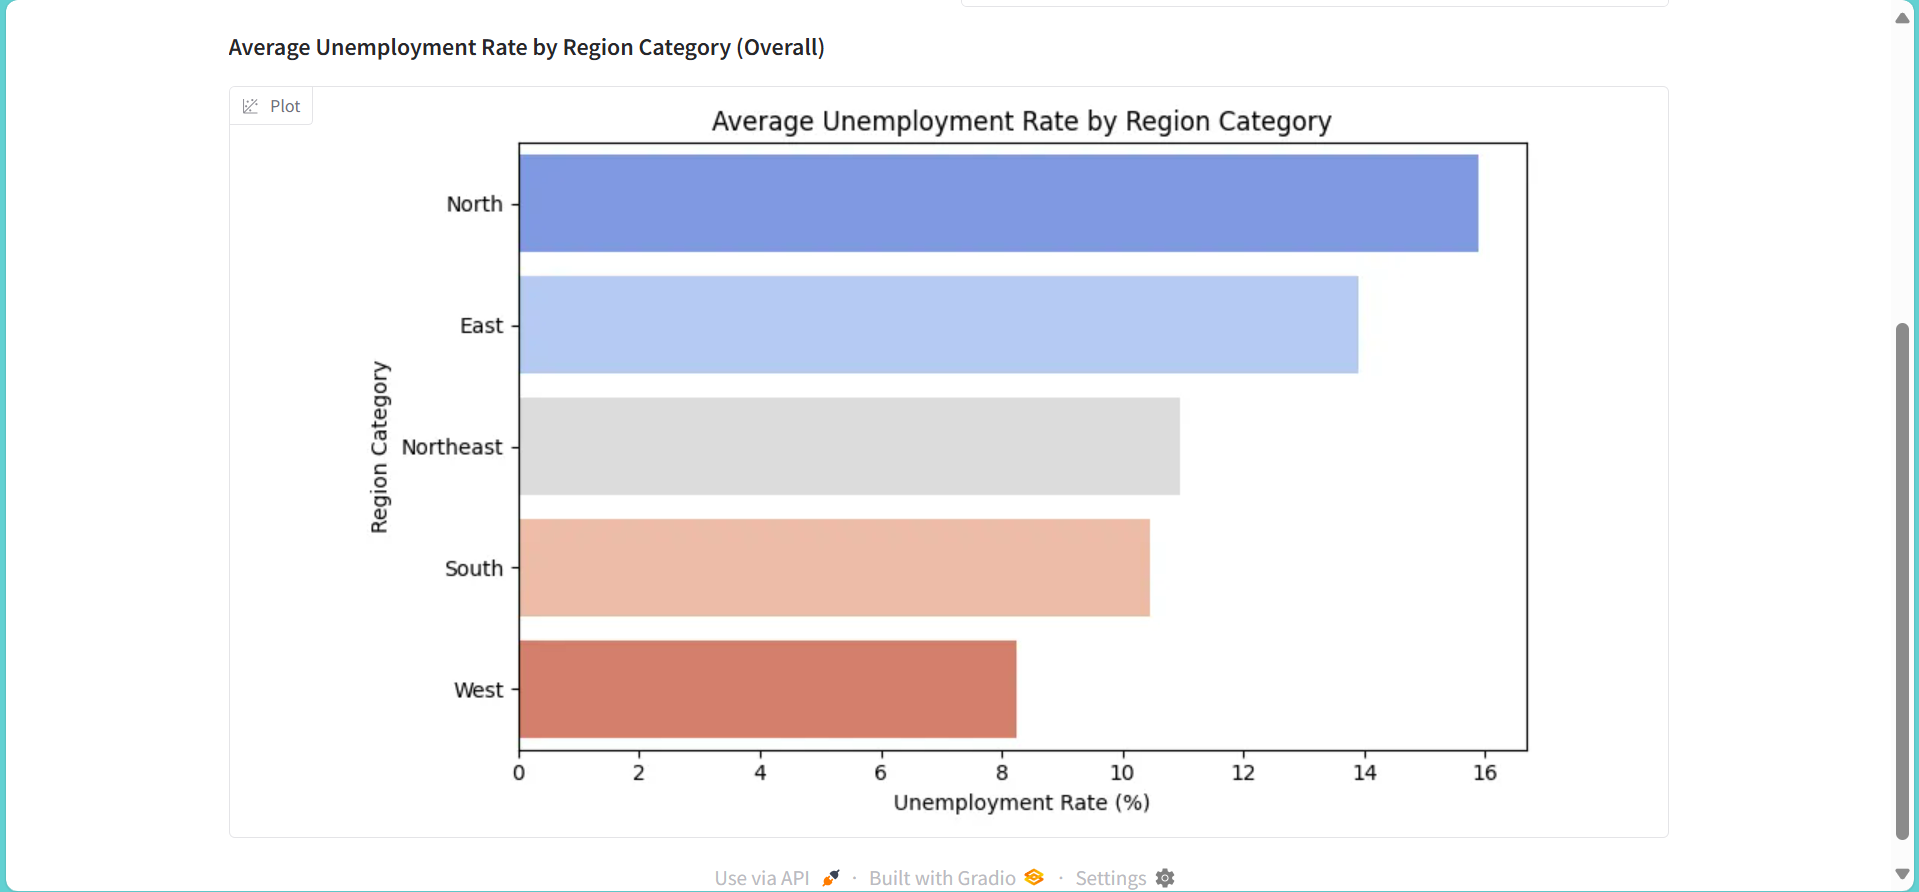 Average Unemployment Rate by Region Category (Overall)
Plot
Average Unemployment Rate by Region Category
North
East
Northeast
South
West
Region Category
0 2 4 6 8 10 12 14 16
Unemployment Rate (%)
Use via API · Built with Gradio · Settings